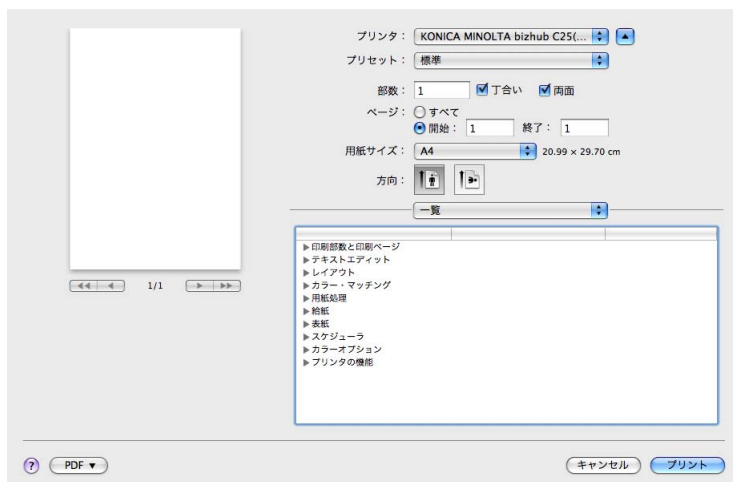 プリンタ： KONICA MINOLTA bizhub C25(...
プリセット： 標準
部数： 1 丁合い 両面
ページ： すべて
開始： 1 終了： 1
用紙サイズ： A4 20.99 × 29.70 cm
方向：
一覧
印刷部数と印刷ページ
テキストエディット
レイアウト
カラー・マッチング
用紙処理
給紙
表紙
スケジューラ
カラーオプション
プリンタの機能
1/1
? PDF ▼ キャンセル プリント